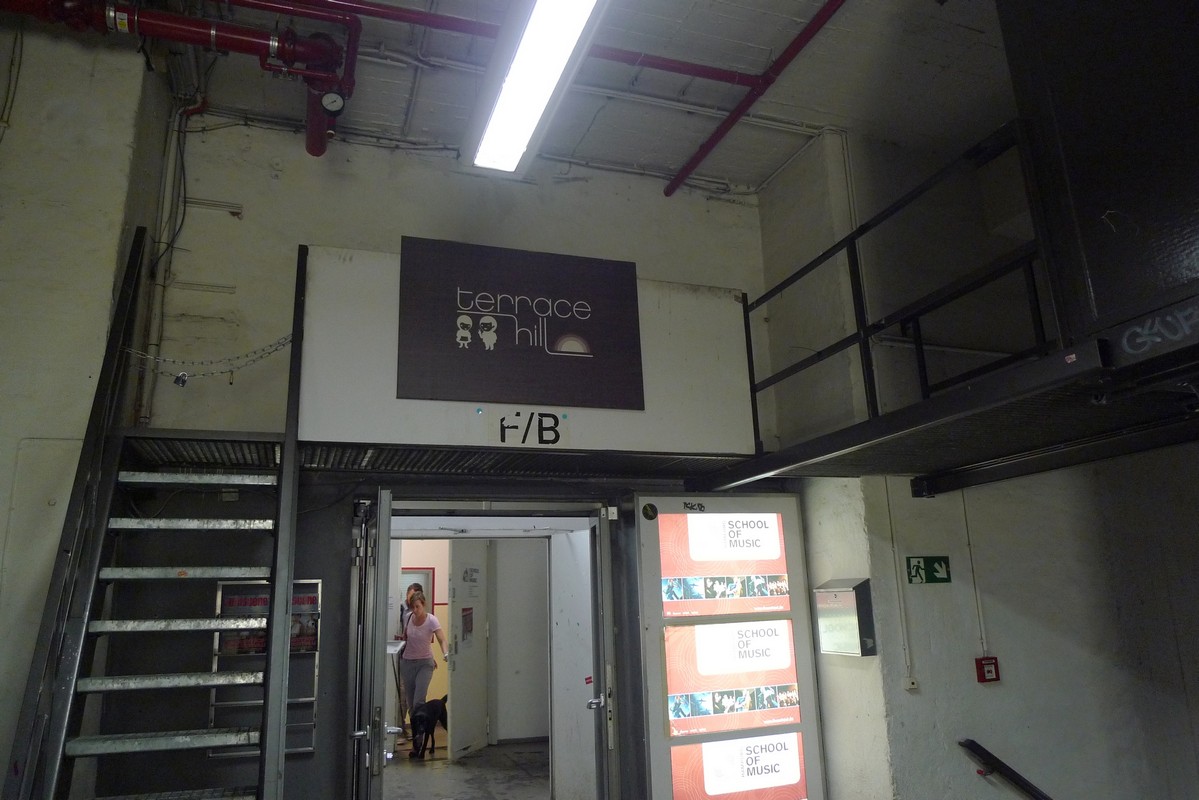 terrace
hill
F/B
SCHOOL
OF
MUSIC
SCHOOL
OF
MUSIC
SCHOOL
OF
MUSIC